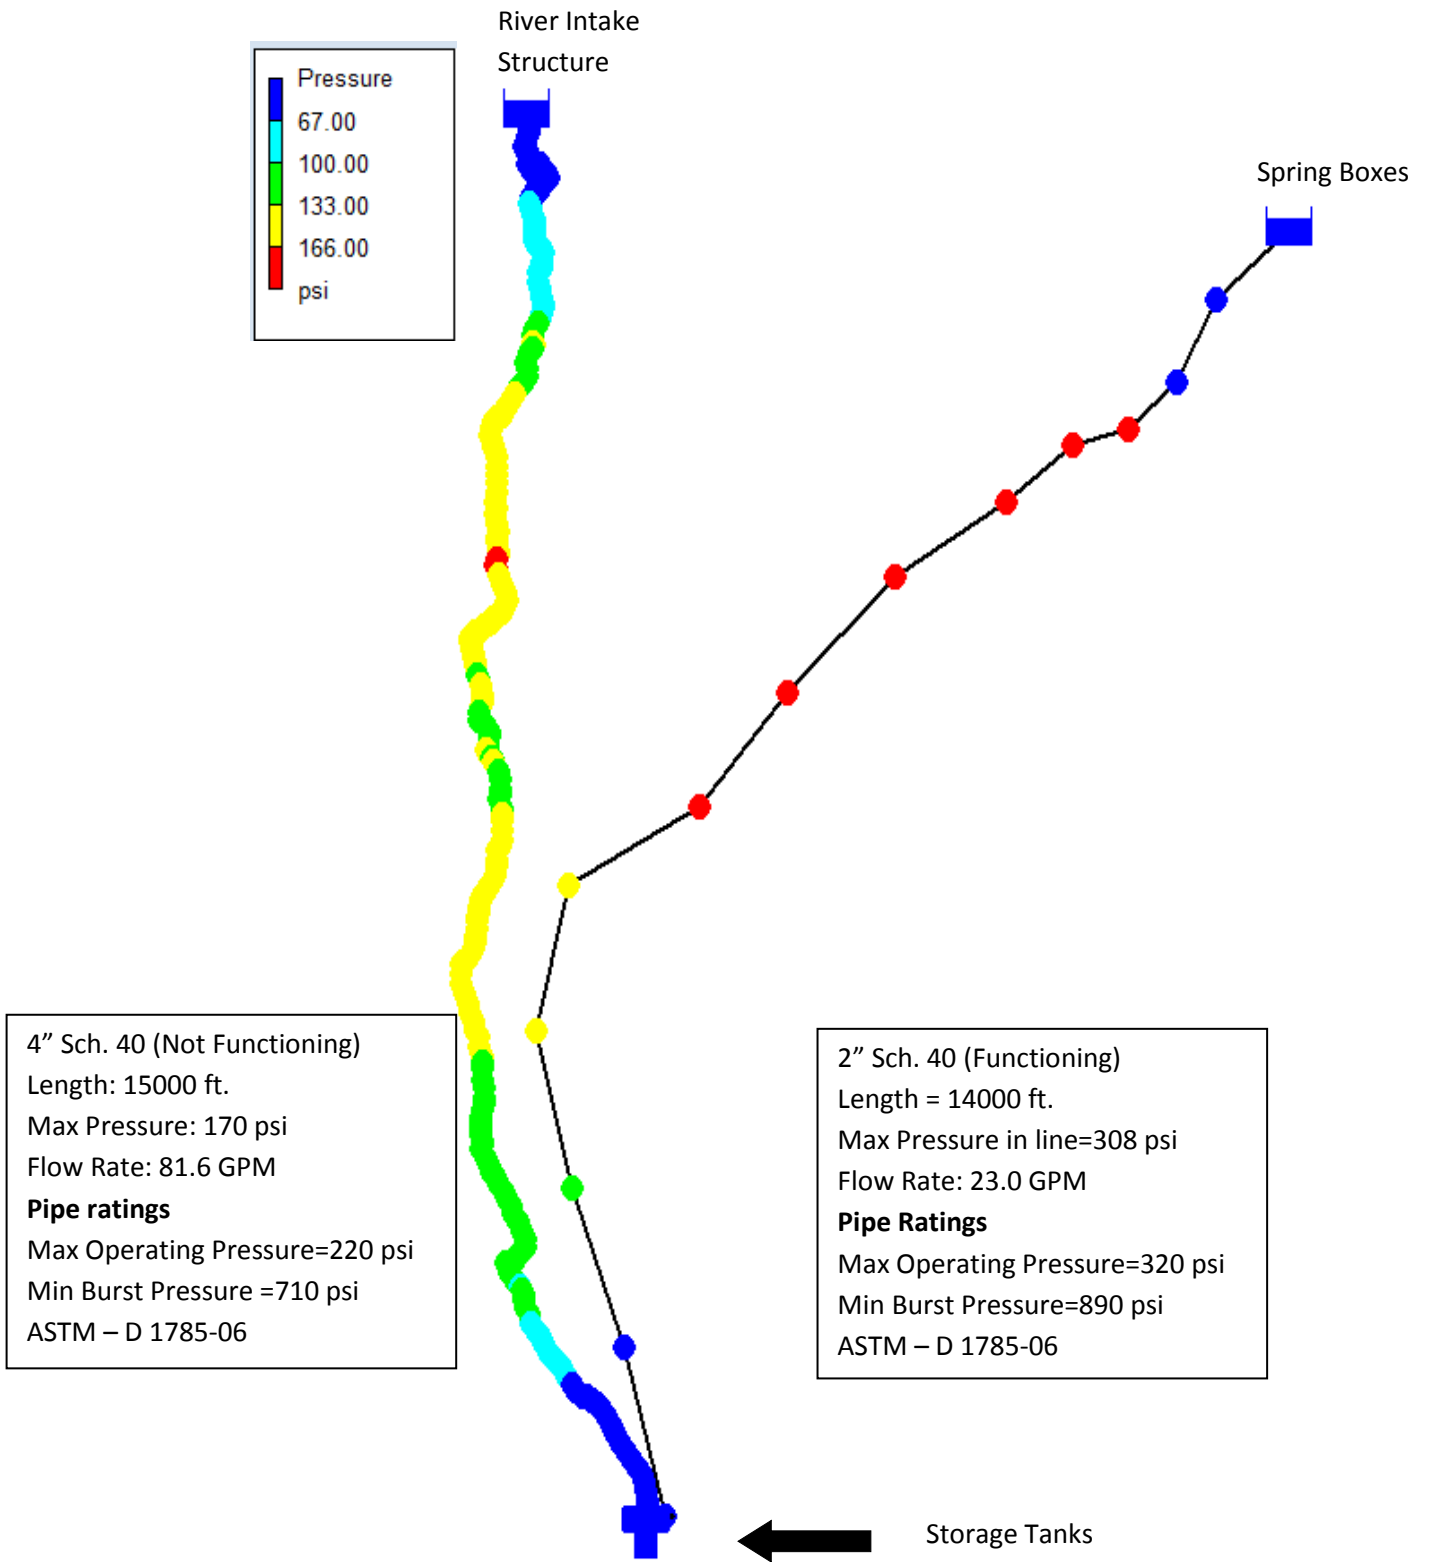 River Intake
Structure
Pressure
67.00
100.00
133.00
166.00
psi
Spring Boxes
4” Sch. 40 (Not Functioning)
Length: 15000 ft.
Max Pressure: 170 psi
Flow Rate: 81.6 GPM
Pipe ratings
Max Operating Pressure=220 psi
Min Burst Pressure =710 psi
ASTM – D 1785-06
2” Sch. 40 (Functioning)
Length = 14000 ft.
Max Pressure in line=308 psi
Flow Rate: 23.0 GPM
Pipe Ratings
Max Operating Pressure=320 psi
Min Burst Pressure=890 psi
ASTM – D 1785-06
Storage Tanks